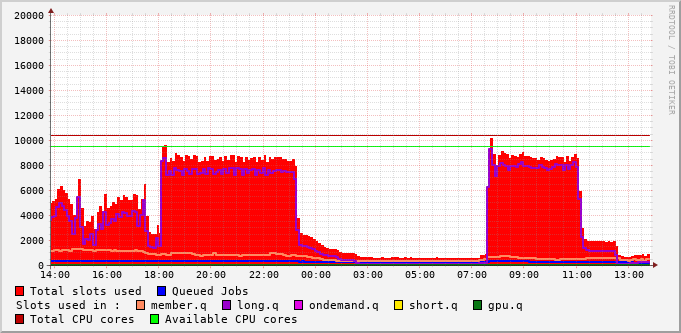 RRDTOOL / TOBI OETIKER
20000
18000
16000
14000
12000
10000
8000
6000
4000
2000
0
14:00 16:00 18:00 20:00 22:00 00:00 01:00 03:00 05:00 07:00 09:00 11:00 13:00
Total slots used Queued Jobs
Slots used in : member.q long.q ondemand.q short.q gpu.q
Total CPU cores Available CPU cores